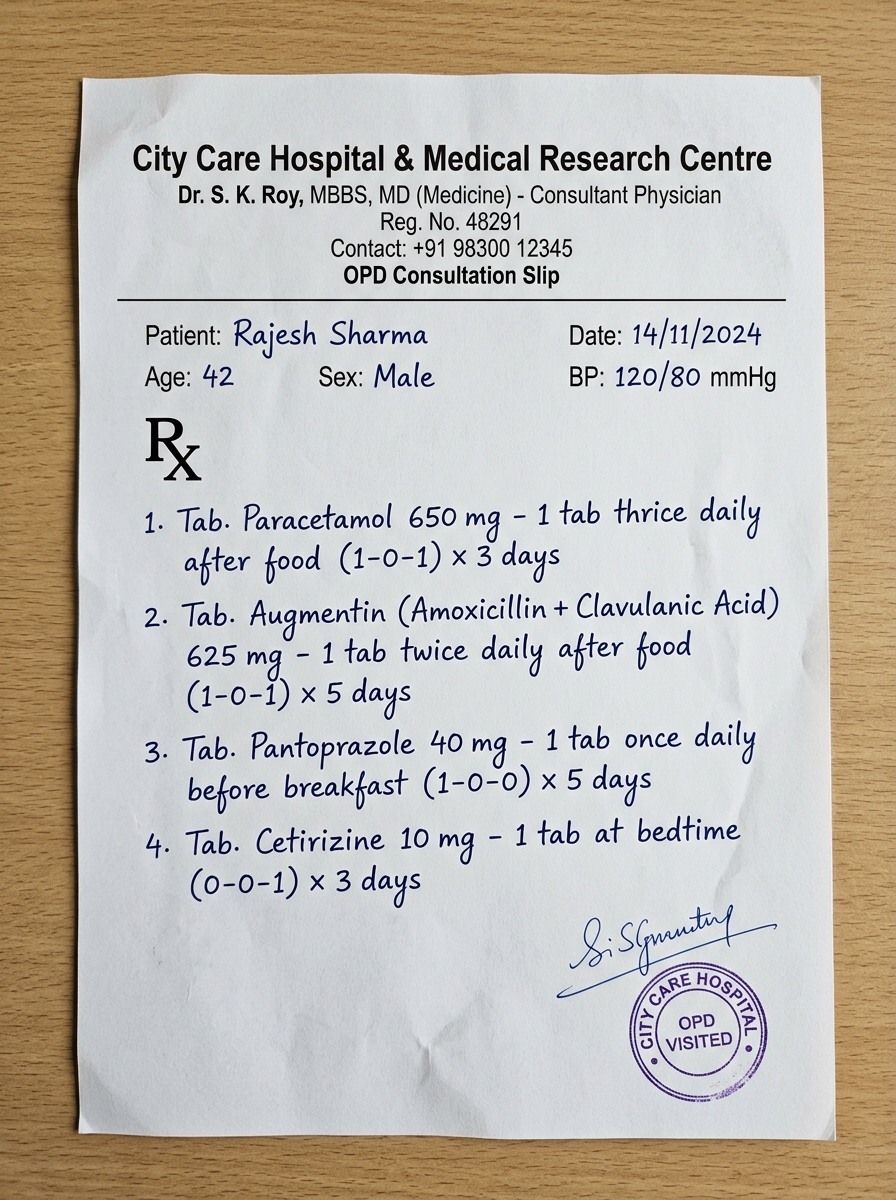 City Care Hospital & Medical Research Centre
Dr. S. K. Roy, MBBS, MD (Medicine) - Consultant Physician
Reg. No. 48291
Contact: +91 98300 12345
OPD Consultation Slip
Patient: Rajesh Sharma Date: 14/11/2024
Age: 42 Sex: Male BP: 120/80 mmHg
Rx
1. Tab. Paracetamol 650 mg - 1 tab thrice daily
after food (1-0-1) x 3 days
2. Tab. Augmentin (Amoxicillin + Clavulanic Acid)
625 mg - 1 tab twice daily after food
(1-0-1) x 5 days
3. Tab. Pantoprazole 40 mg - 1 tab once daily
before breakfast (1-0-0) x 5 days
4. Tab. Cetirizine 10 mg - 1 tab at bedtime
(0-0-1) x 3 days
CITY CARE HOSPITAL
OPD
VISITED